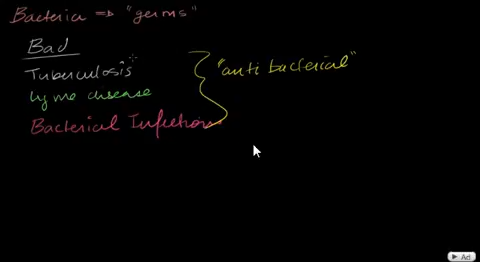 Bacteria => "germs"
Bad
Tuberculosis
Lyme disease
Bacterial Infection
"anti bacterial"
Ad